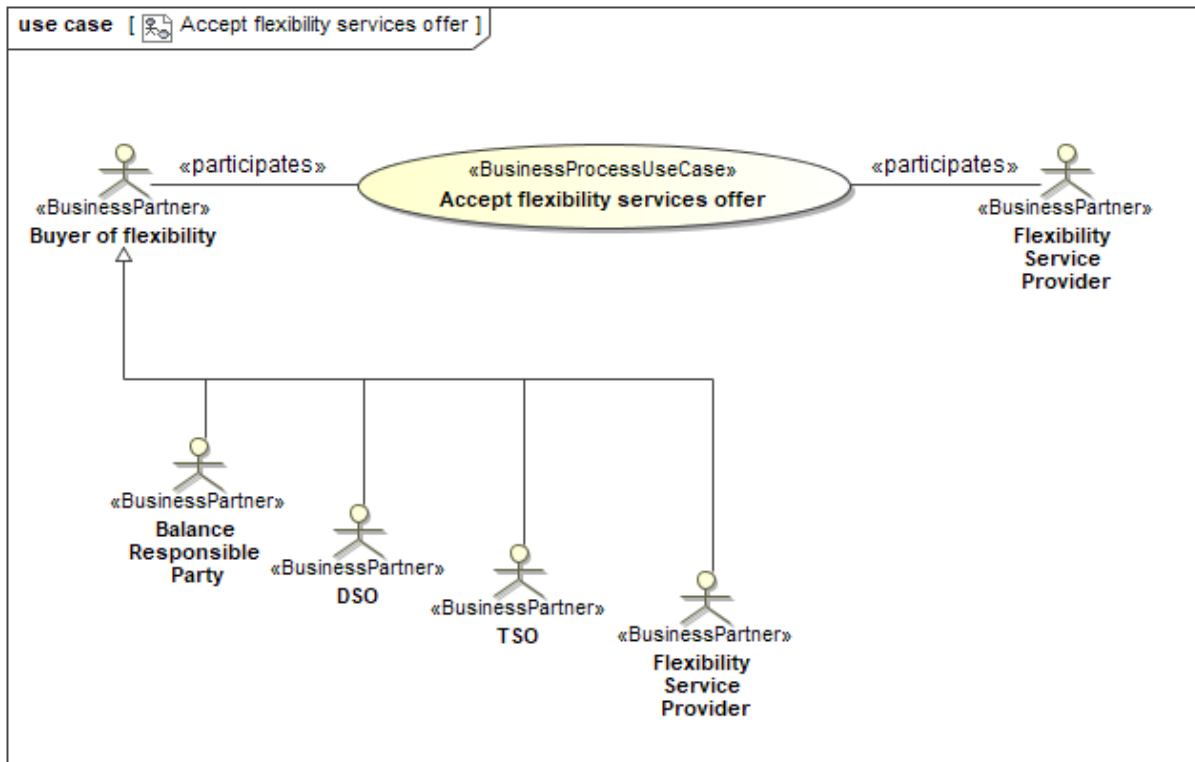 use case [ Accept flexibility services offer ]
«participates»
«BusinessProcessUseCase»
Accept flexibility services offer
«participates»
«BusinessPartner»
Buyer of flexibility
«BusinessPartner»
Flexibility
Service
Provider
«BusinessPartner»
Balance
Responsible
Party
«BusinessPartner»
DSO
«BusinessPartner»
TSO
«BusinessPartner»
Flexibility
Service
Provider